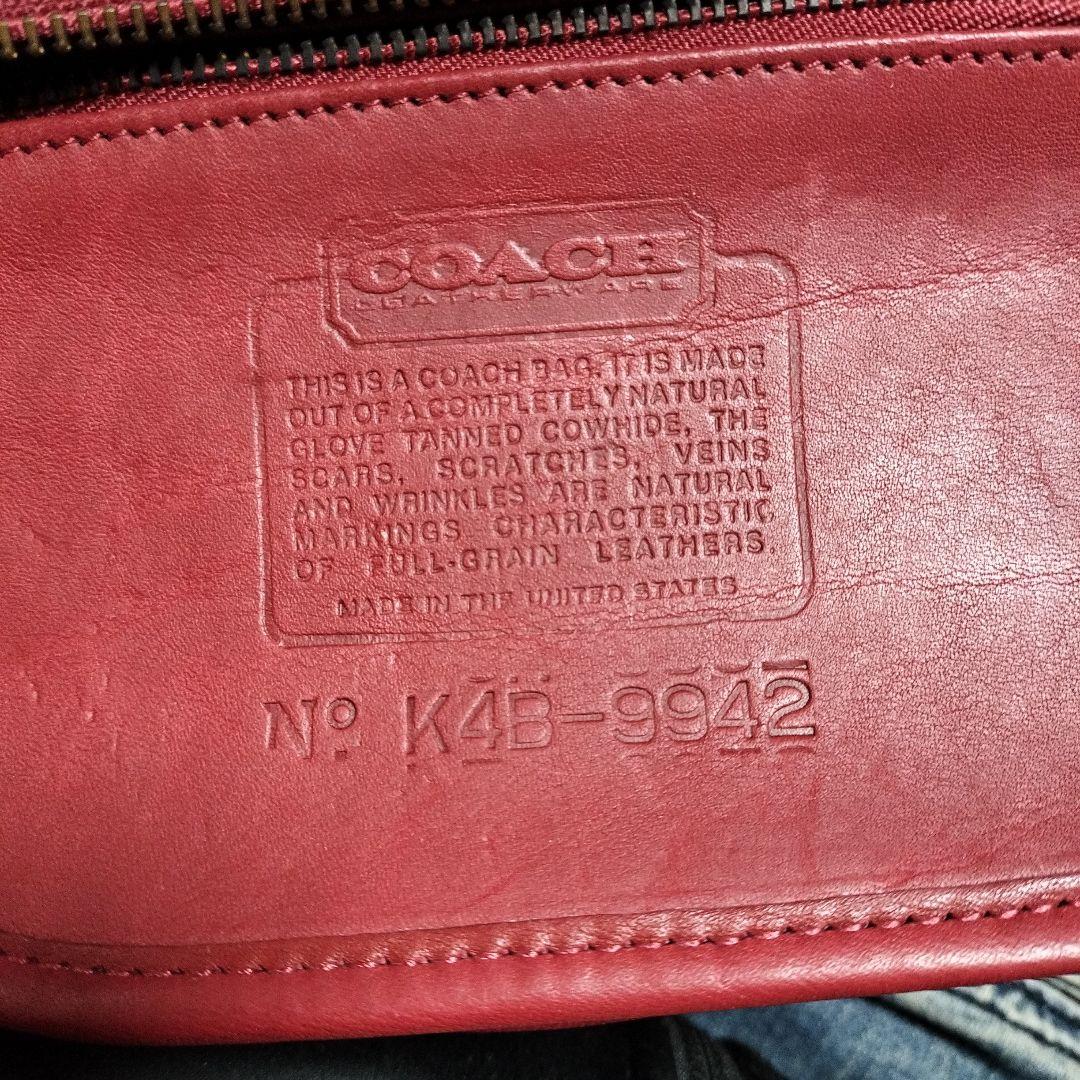 COACH
LEATHERWARE
THIS IS A COACH BAG. IT IS MADE
OUT OF A COMPLETELY NATURAL
GLOVE TANNED COWHIDE, THE
SCARS, SCRATCHES, VEINS
AND WRINKLES ARE NATURAL
MARKINGS CHARACTERISTIC
OF FULL-GRAIN LEATHERS.
MADE IN THE UNITED STATES
Nº K4B-9942